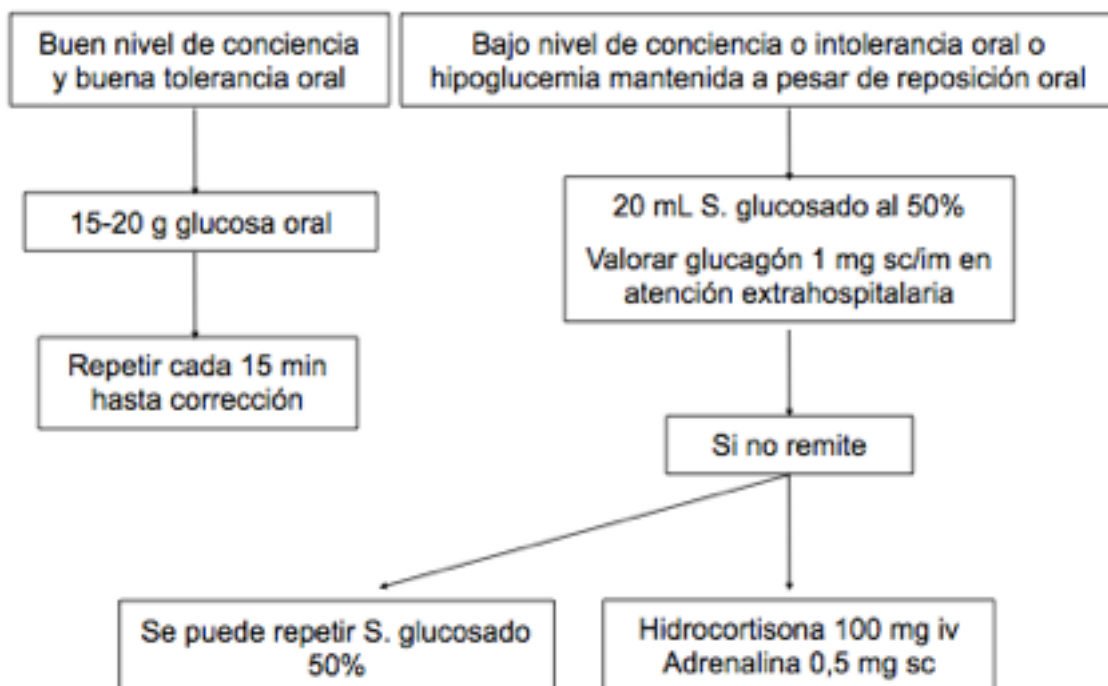 Buen nivel de conciencia
y buena tolerancia oral
Bajo nivel de conciencia o intolerancia oral o
hipoglucemia mantenida a pesar de reposición oral
15-20 g glucosa oral
20 mL S. glucosado al 50%
Valorar glucagón 1 mg sc/im en
atención extrahospitalaria
Repetir cada 15 min
hasta corrección
Si no remite
Se puede repetir S. glucosado
50%
Hidrocortisona 100 mg iv
Adrenalina 0,5 mg sc